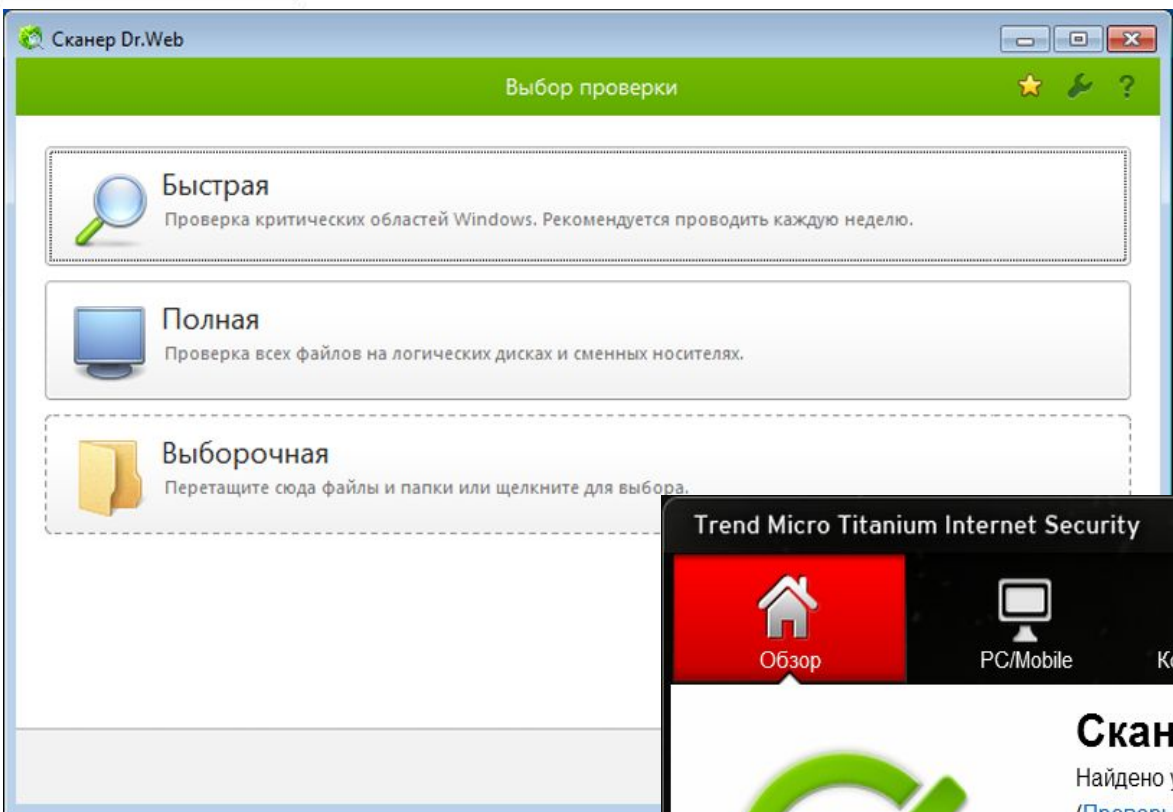 Сканер Dr.Web
Выбор проверки
?
Быстрая
Проверка критических областей Windows. Рекомендуется проводить каждую неделю.
Полная
Проверка всех файлов на логических дисках и сменных носителях.
Выборочная
Перетащите сюда файлы и папки или щелкните для выбора.
Trend Micro Titanium Internet Security
Обзор
PC/Mobile
Скан
Найдено